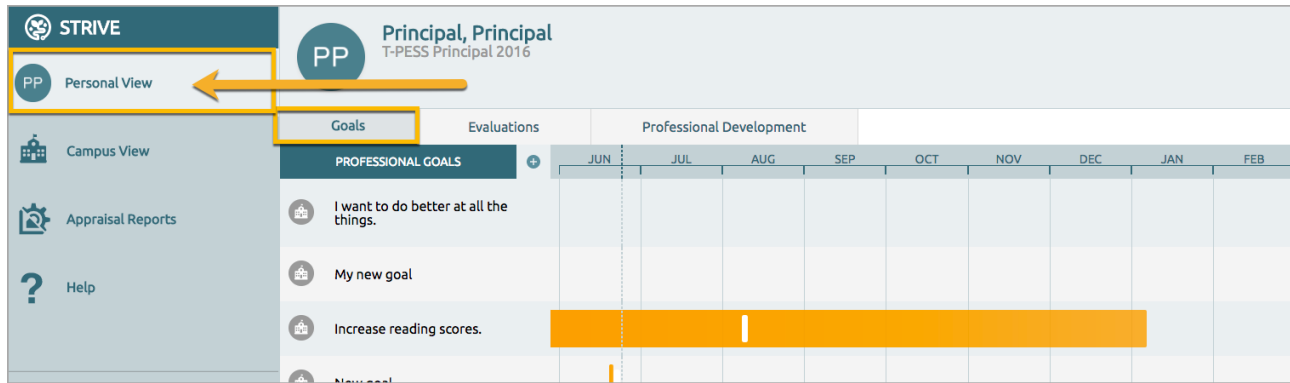 STRIVE
PP
Personal View
Campus View
Appraisal Reports
?
Help
PP
Principal, Principal
T-PESS Principal 2016
Goals
Evaluations
Professional Development
PROFESSIONAL GOALS
JUN
JUL
AUG
SEP
OCT
NOV
DEC
JAN
FEB
I want to do better at all the
things.
My new goal
Increase reading scores.
New goal